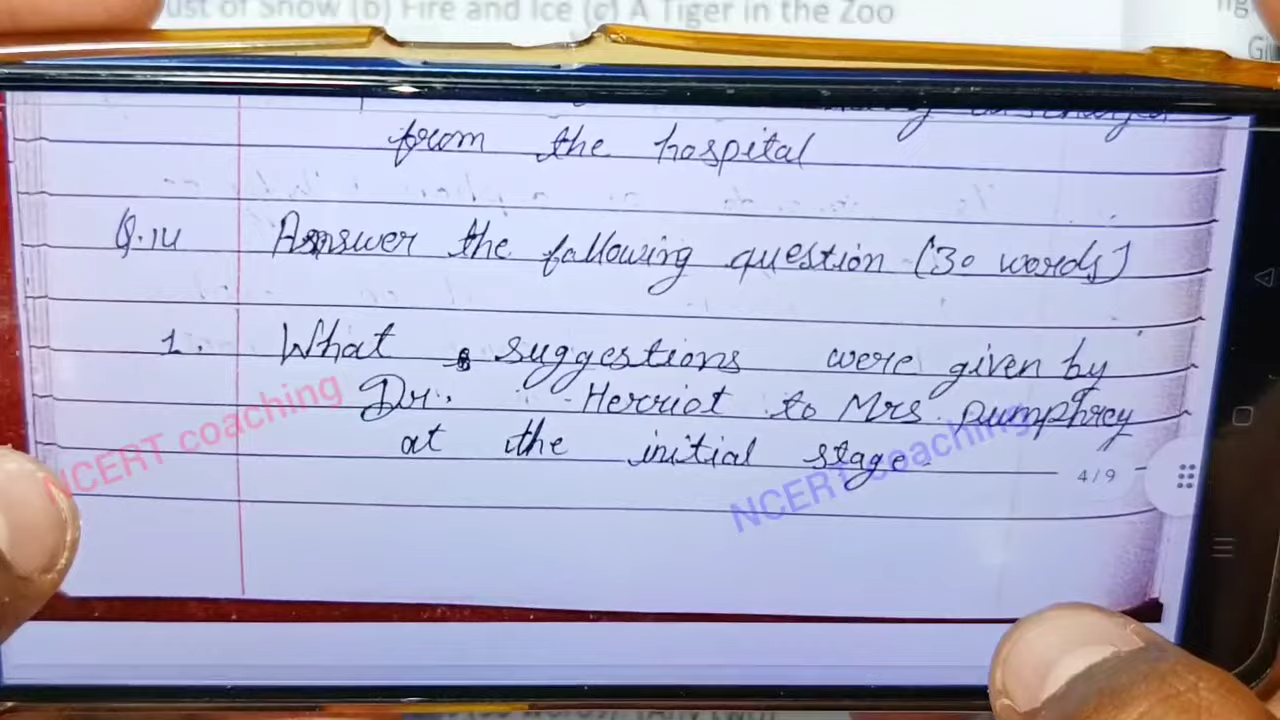 ust of Snow (b) Fire and Ice (c) A Tiger in the Zoo
from the hospital
Q.14 Answer the following question (30 words)
1. What suggestions were given by
Dr. Herriot to Mrs. Pumphrey
at the initial stage.
4/9
NCERT coaching
NCERT coaching